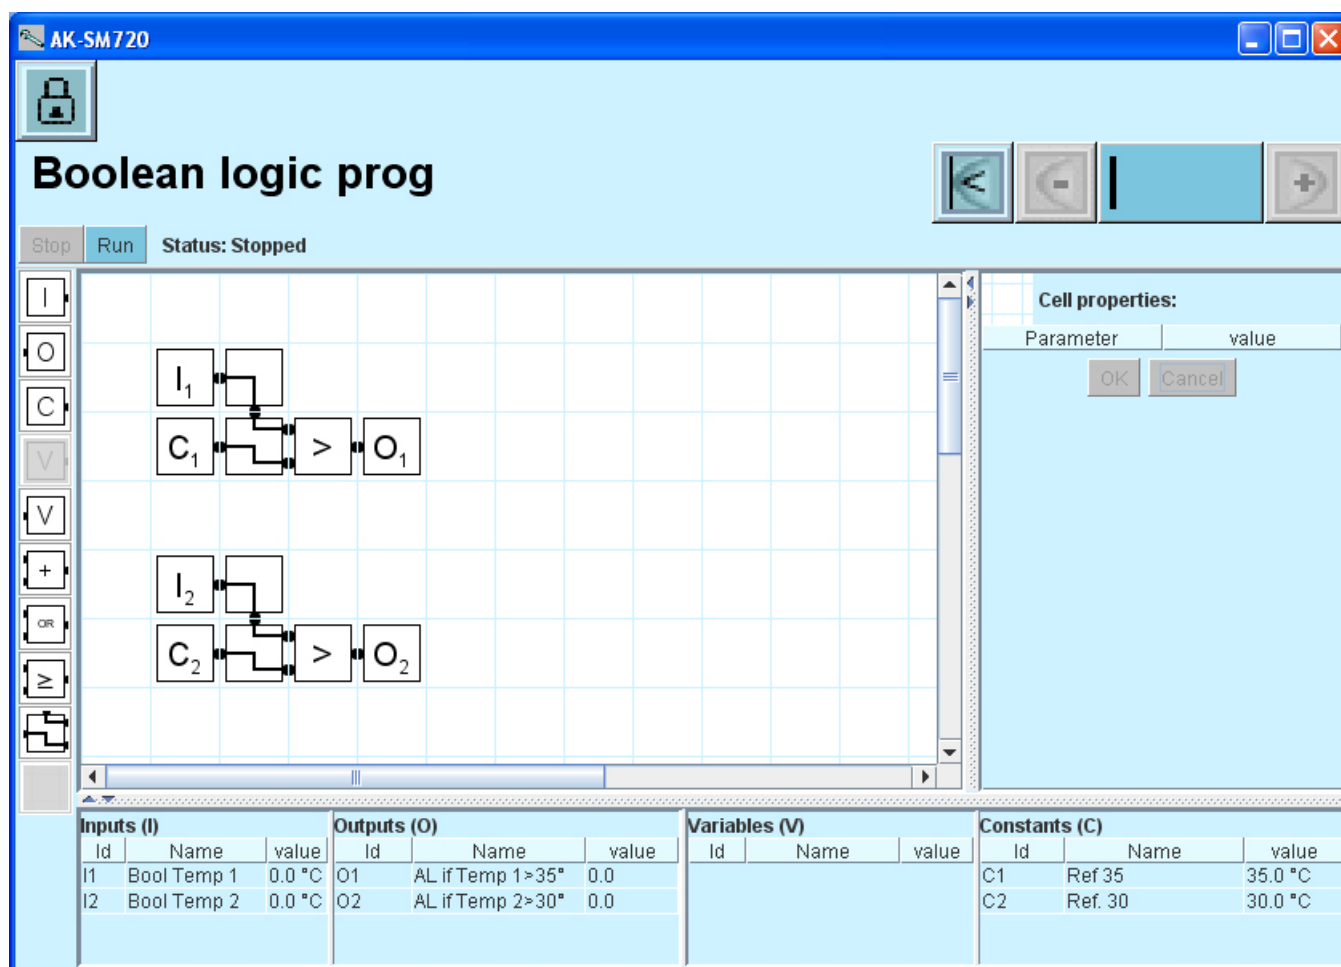 AK-SM720
Boolean logic prog
< - +
Stop Run Status: Stopped
I
O
C
V
V
+
OR
≥
I1
C1 > O1
I2
C2 > O2
Cell properties:
Parameter value
OK Cancel
Inputs (I) Outputs (O) Variables (V) Constants (C)
Id Name value Id Name value Id Name value Id Name value
I1 Bool Temp 1 0.0 °C O1 AL if Temp 1>35° 0.0 C1 Ref 35 35.0 °C
I2 Bool Temp 2 0.0 °C O2 AL if Temp 2>30° 0.0 C2 Ref. 30 30.0 °C